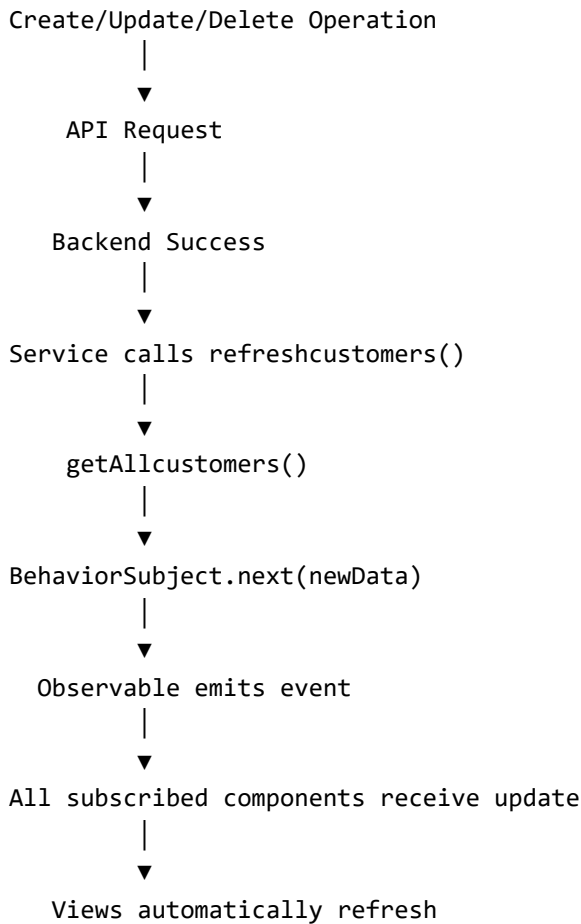 Create/Update/Delete Operation
│
▼
API Request
│
▼
Backend Success
│
▼
Service calls refreshcustomers()
│
▼
getAllcustomers()
│
▼
BehaviorSubject.next(newData)
│
▼
Observable emits event
│
▼
All subscribed components receive update
│
▼
Views automatically refresh